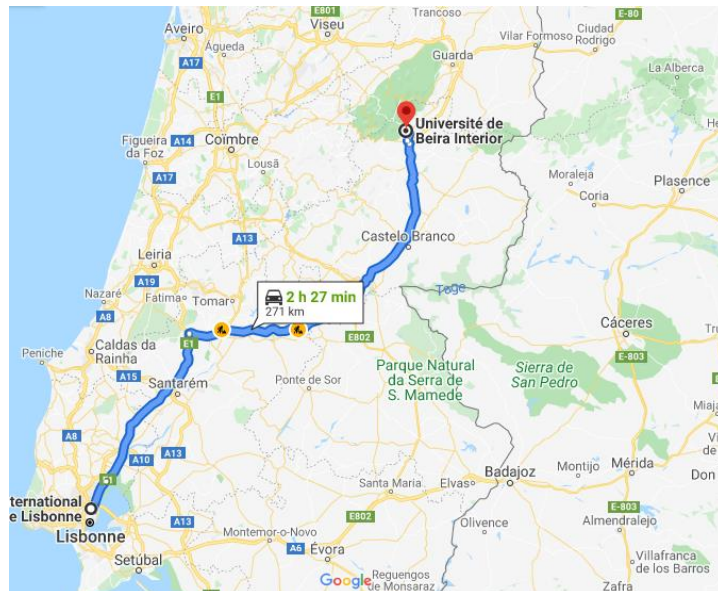 E801
Viseu
Trancoso
E-80
Aveiro
Águeda
Vilar Formoso
Ciudad
Rodrigo
A17
Guarda
La Alberca
E1
Université de
Beira Interior
Figueira
da Foz
A14
Coïmbre
Lousã
A17
Moraleja
Plasence
Coria
A13
Castelo Branco
Leiria
A19
Nazaré
Fatima
Tomar
2 h 27 min
271 km
Tage
A8
E1
E802
Cáceres
Peniche
Caldas da
Rainha
E-803
A15
Parque Natural
da Serra de
S. Mamede
Sierra de
San Pedro
Santarém
Ponte de Sor
Miaja
A8
A10
A13
Santa Maria
Elvas
Badajoz
Montijo
Mérida
Don
ternational
e Lisbonne
Lisbonne
A13
E802
Olivence
E-803
Almendralejo
Montemor-o-Novo
A6
Évora
Setúbal
Villafranca
de los Barros
Google
Reguengos
de Monsaraz
Zafra